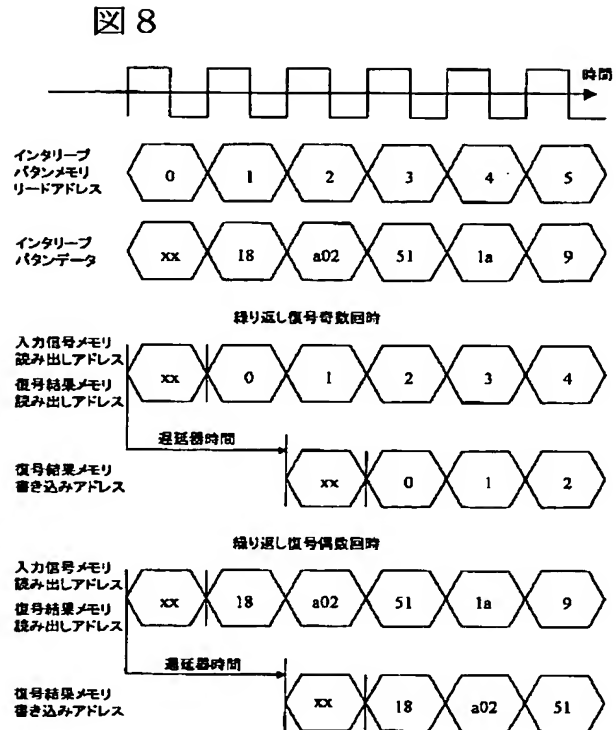 図 8
時間
インタリーブ
パタンメモリ
リードアドレス
0 1 2 3 4 5
インタリーブ
パタンデータ
xx 18 a02 51 1a 9
繰り返し復号奇数回時
入力信号メモリ
読み出しアドレス
復号結果メモリ
読み出しアドレス
xx 0 1 2 3 4
遅延器時間
復号結果メモリ
書き込みアドレス
xx 0 1 2
繰り返し復号偶数回時
入力信号メモリ
読み出しアドレス
復号結果メモリ
読み出しアドレス
xx 18 a02 51 1a 9
遅延器時間
復号結果メモリ
書き込みアドレス
xx 18 a02 51